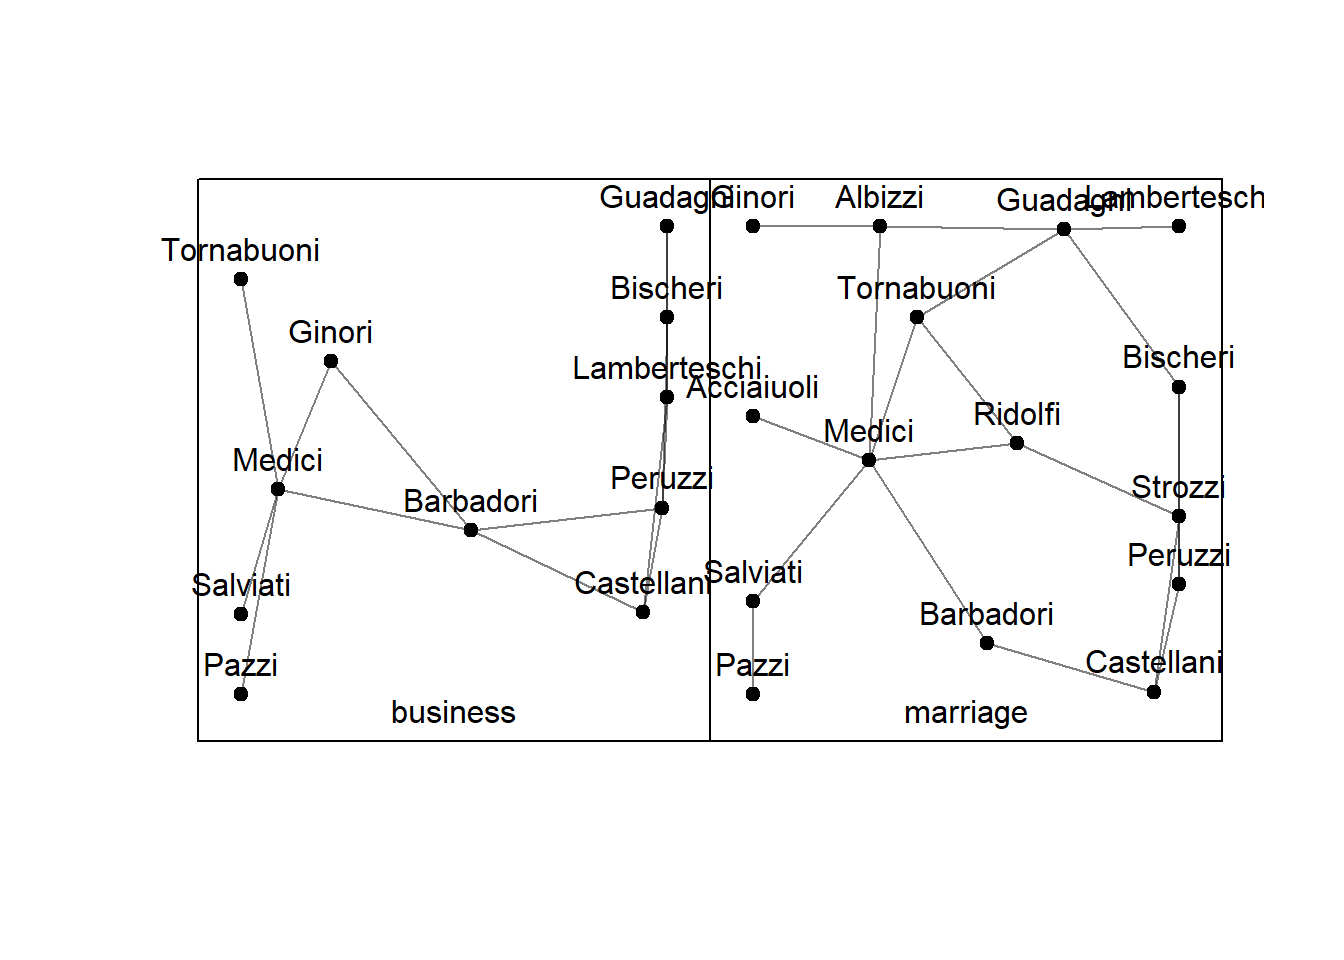 Guadagni
Tornabuoni
Bischeri
Ginori
Lamberteschi
Medici
Peruzzi
Barbadori
Castellani
Salviati
Pazzi
business
Ginori
Albizzi
Guadagni
Lambertesch
Tornabuoni
Bischeri
Acciaiuoli
Ridolfi
Medici
Strozzi
Peruzzi
Salviati
Barbadori
Castellani
Pazzi
marriage